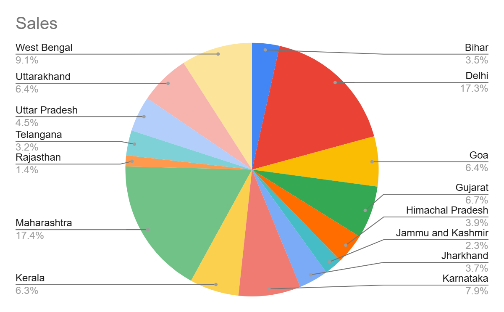 Sales
West Bengal
9.1%
Uttarakhand
6.4%
Uttar Pradesh
4.5%
Telangana
3.2%
Rajasthan
1.4%
Maharashtra
17.4%
Kerala
6.3%
Bihar
3.5%
Delhi
17.3%
Goa
6.4%
Gujarat
6.7%
Himachal Pradesh
3.9%
Jammu and Kashmir
2.3%
Jharkhand
3.7%
Karnataka
7.9%